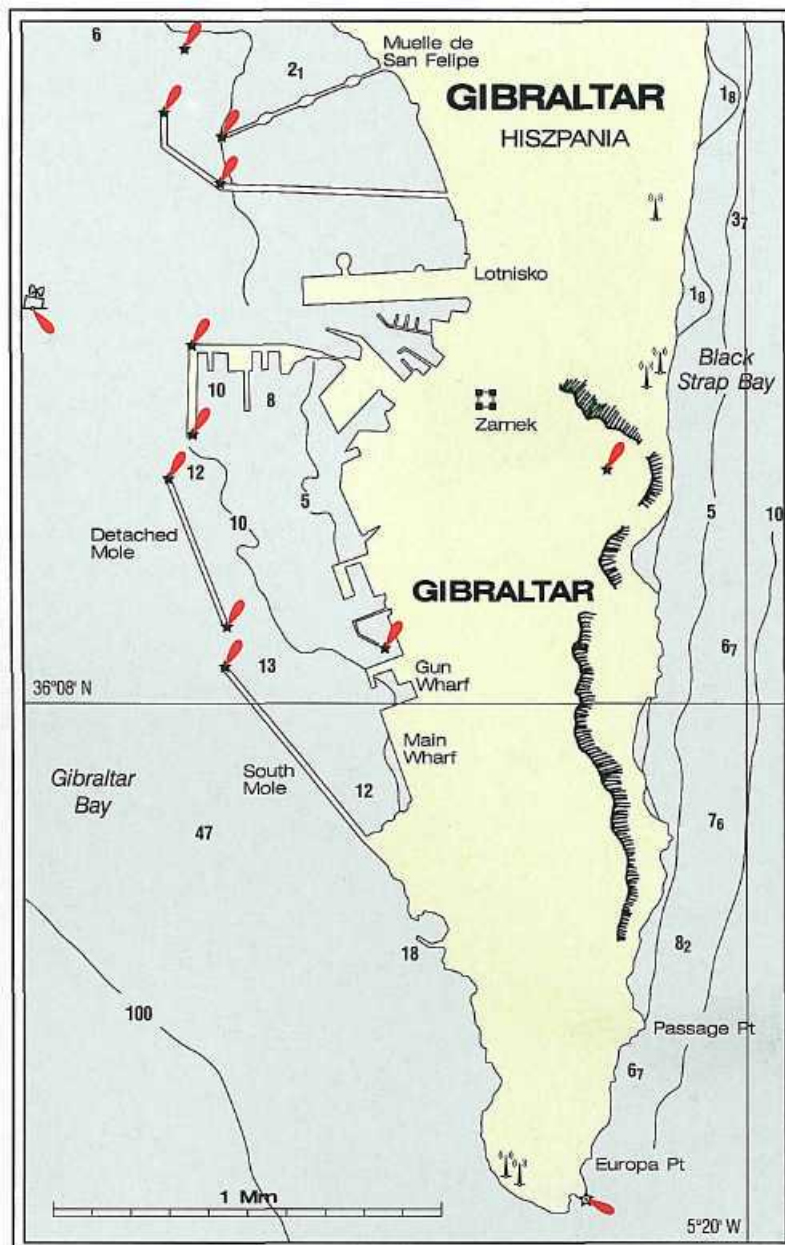 6
Muelle de
San Felipe
2₁
GIBRALTAR
HISZPANIA
1₈
3₇
Lotnisko
1₈
Black
Strap Bay
10
8
Zamek
12
5
5
10
10
Detached
Mole
GIBRALTAR
6₇
13
Gun
Wharf
36°08' N
Main
Wharf
South
Mole
Gibraltar
Bay
12
7₆
47
8₂
18
100
Passage Pt
6₇
Europa Pt
1 Mm
5°20' W